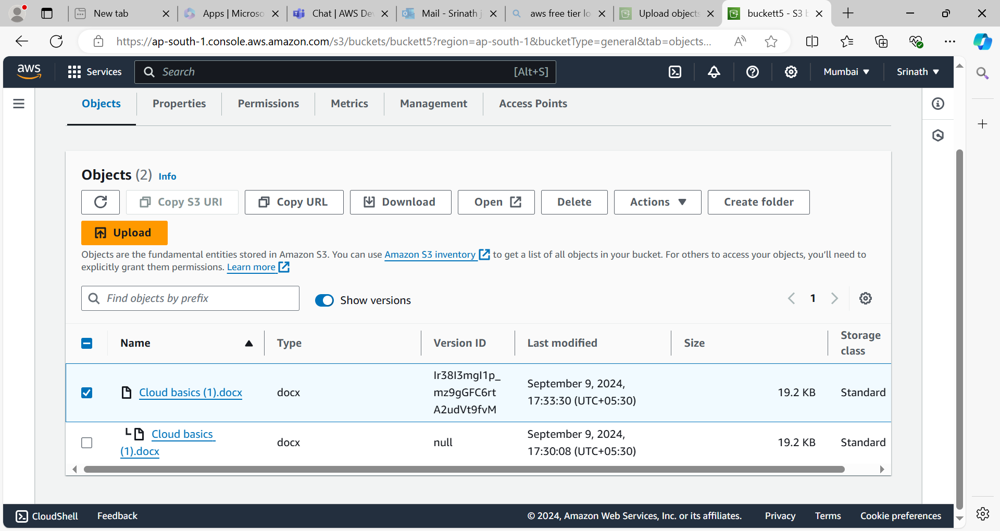 New tab
Apps | Microso
Chat | AWS De
Mail - Srinath j
aws free tier lo
Upload objects
buckett5 - S3 b
https://ap-south-1.console.aws.amazon.com/s3/buckets/buckett5?region=ap-south-1&bucketType=general&tab=objects...
aws
Services
Search
[Alt+S]
Mumbai
Srinath
Objects
Properties
Permissions
Metrics
Management
Access Points
Objects (2) Info
Copy S3 URI
Copy URL
Download
Open
Delete
Actions
Create folder
Upload
Objects are the fundamental entities stored in Amazon S3. You can use Amazon S3 inventory to get a list of all objects in your bucket. For others to access your objects, you’ll need to
explicitly grant them permissions. Learn more
Find objects by prefix
Show versions
1
Name
Type
Version ID
Last modified
Size
Storage
class
Cloud basics (1).docx
docx
Ir38I3mgI1p_
mz9gGFC6rt
A2udVt9fvM
September 9, 2024,
17:33:30 (UTC+05:30)
19.2 KB
Standard
Cloud basics
(1).docx
docx
null
September 9, 2024,
17:30:08 (UTC+05:30)
19.2 KB
Standard
CloudShell
Feedback
© 2024, Amazon Web Services, Inc. or its affiliates.
Privacy
Terms
Cookie preferences